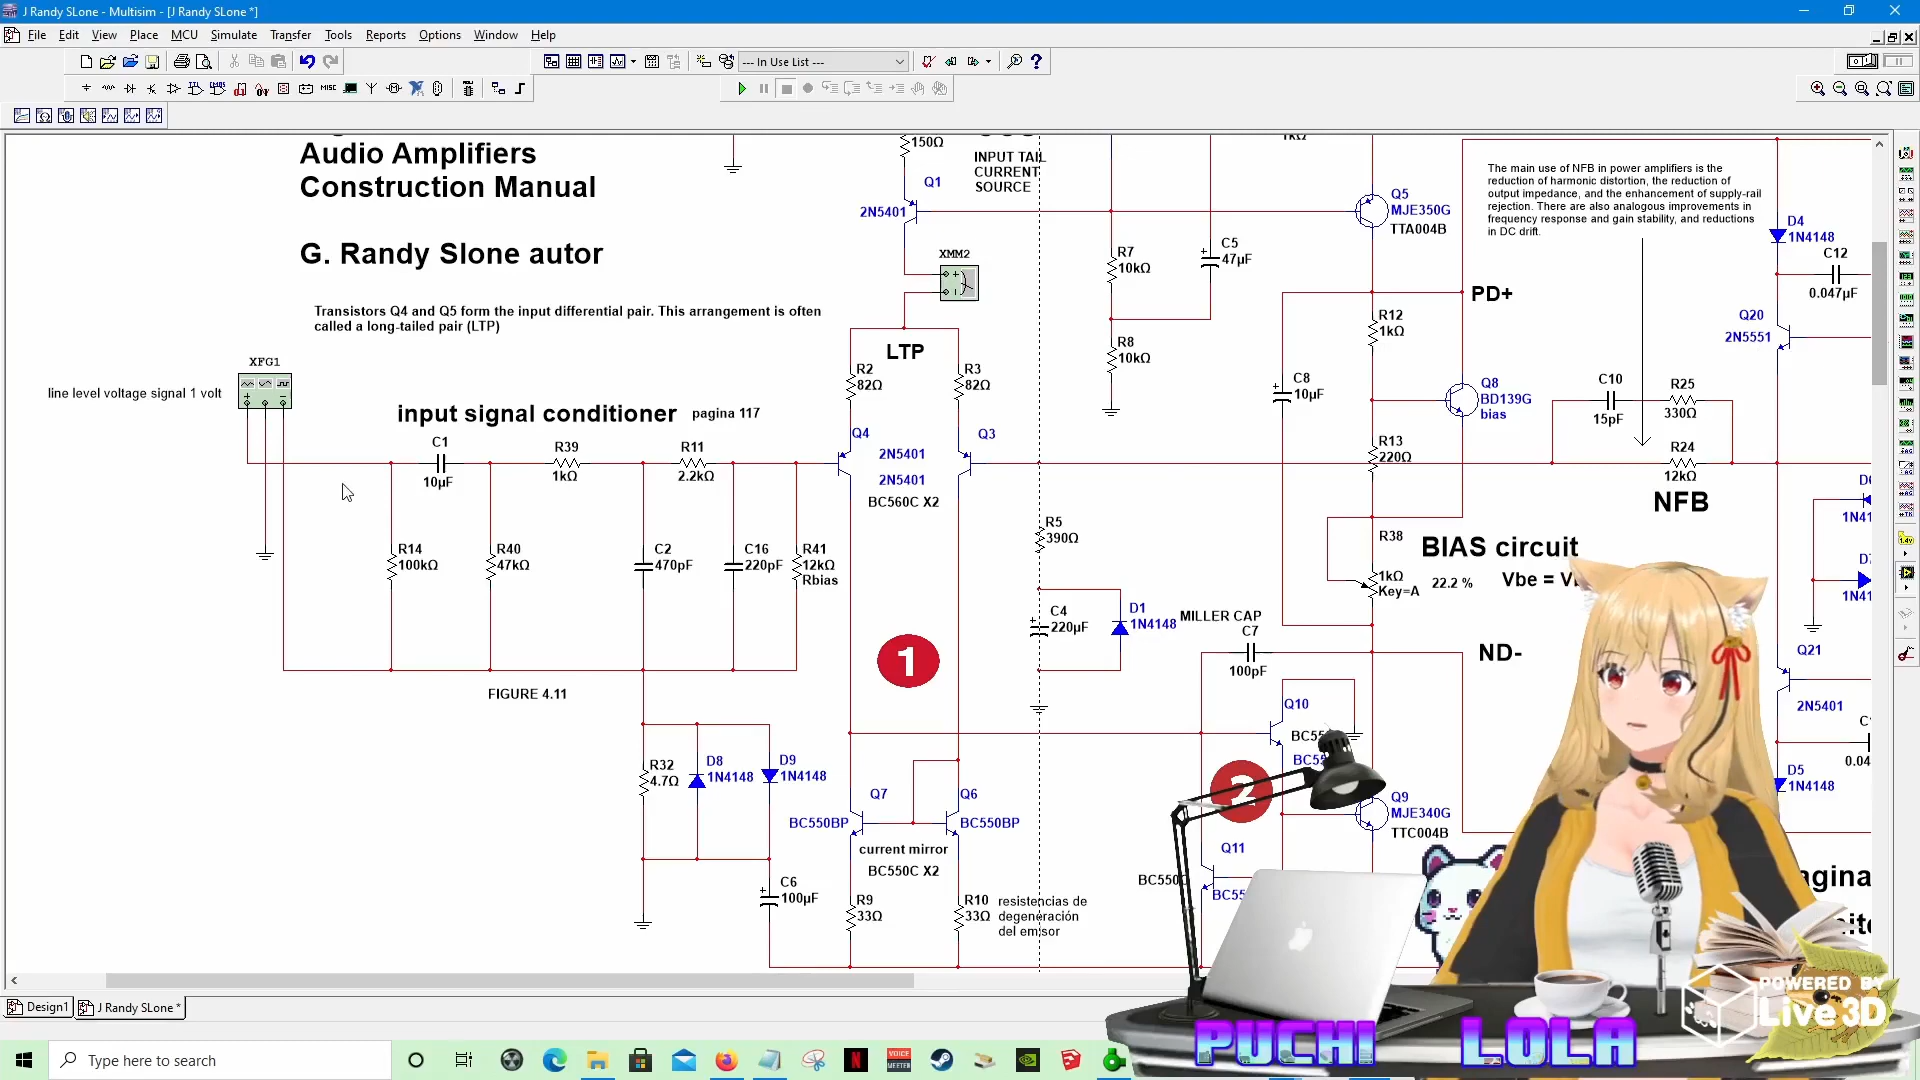 J Randy SLone - Multisim - [J Randy SLone *]
File Edit View Place MCU Simulate Transfer Tools Reports Options Window Help
--- In Use List ---
MISC
Audio Amplifiers
Construction Manual
G. Randy Slone autor
Transistors Q4 and Q5 form the input differential pair. This arrangement is often
called a long-tailed pair (LTP)
XFG1
line level voltage signal 1 volt
input signal conditioner pagina 117
C1
10µF
R39
1kΩ
R11
2.2kΩ
R14
100kΩ
R40
47kΩ
C2
470pF
C16
220pF
R41
12kΩ
Rbias
FIGURE 4.11
R32
4.7Ω
D8
1N4148
D9
1N4148
C6
100µF
150Ω
Q1
2N5401
INPUT TAIL
CURRENT
SOURCE
XMM2
LTP
R2
82Ω
R3
82Ω
Q4
Q3
2N5401
2N5401
BC560C X2
1
R5
390Ω
C4
220µF
D1
1N4148
Q7
BC550BP
Q6
BC550BP
current mirror
BC550C X2
R9
33Ω
R10
33Ω
resistencias de
degeneración
del emisor
R7
10kΩ
C5
47µF
R8
10kΩ
1kΩ
Q5
MJE350G
TTA004B
PD+
R12
1kΩ
C8
10µF
Q8
BD139G
bias
R13
220Ω
R38
1kΩ
Key=A
22.2 %
BIAS circuit
MILLER CAP
C7
100pF
ND-
Q10
2
Q9
MJE340G
TTC004B
Q11
The main use of NFB in power amplifiers is the
reduction of harmonic distortion, the reduction of
output impedance, and the enhancement of supply-rail
rejection. There are also analogous improvements in
frequency response and gain stability, and reductions
in DC drift.
D4
1N4148
C12
0.047µF
Q20
2N5551
C10
15pF
R25
330Ω
R24
12kΩ
NFB
Q21
2N5401
D5
1N4148
Design1
J Randy SLone *
Type here to search
VOICE
MEETER
PUCHI LOLA
POWERED BY
Live3D